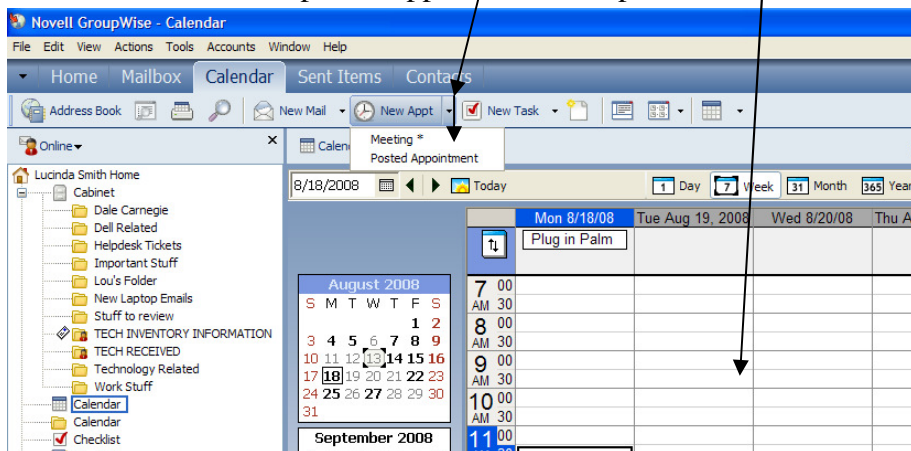 Novell GroupWise - Calendar
File Edit View Actions Tools Accounts Window Help
Home Mailbox Calendar Sent Items Contacts
Address Book New Mail New Appt New Task
Online
Meeting *
Posted Appointment
8/18/2008 Today 1 Day 7 Week 31 Month 365 Year
Lucinda Smith Home
Cabinet
Dale Carnegie
Dell Related
Helpdesk Tickets
Important Stuff
Lou's Folder
New Laptop Emails
Stuff to review
TECH INVENTORY INFORMATION
TECH RECEIVED
Technology Related
Work Stuff
Calendar
Calendar
Checklist
August 2008
S M T W T F S
1 2
3 4 5 6 7 8 9
10 11 12 13 14 15 16
17 18 19 20 21 22 23
24 25 26 27 28 29 30
31
September 2008
Mon 8/18/08 Tue Aug 19, 2008 Wed 8/20/08
Plug in Palm
7 00
AM 30
8 00
AM 30
9 00
AM 30
10 00
AM 30
11 00